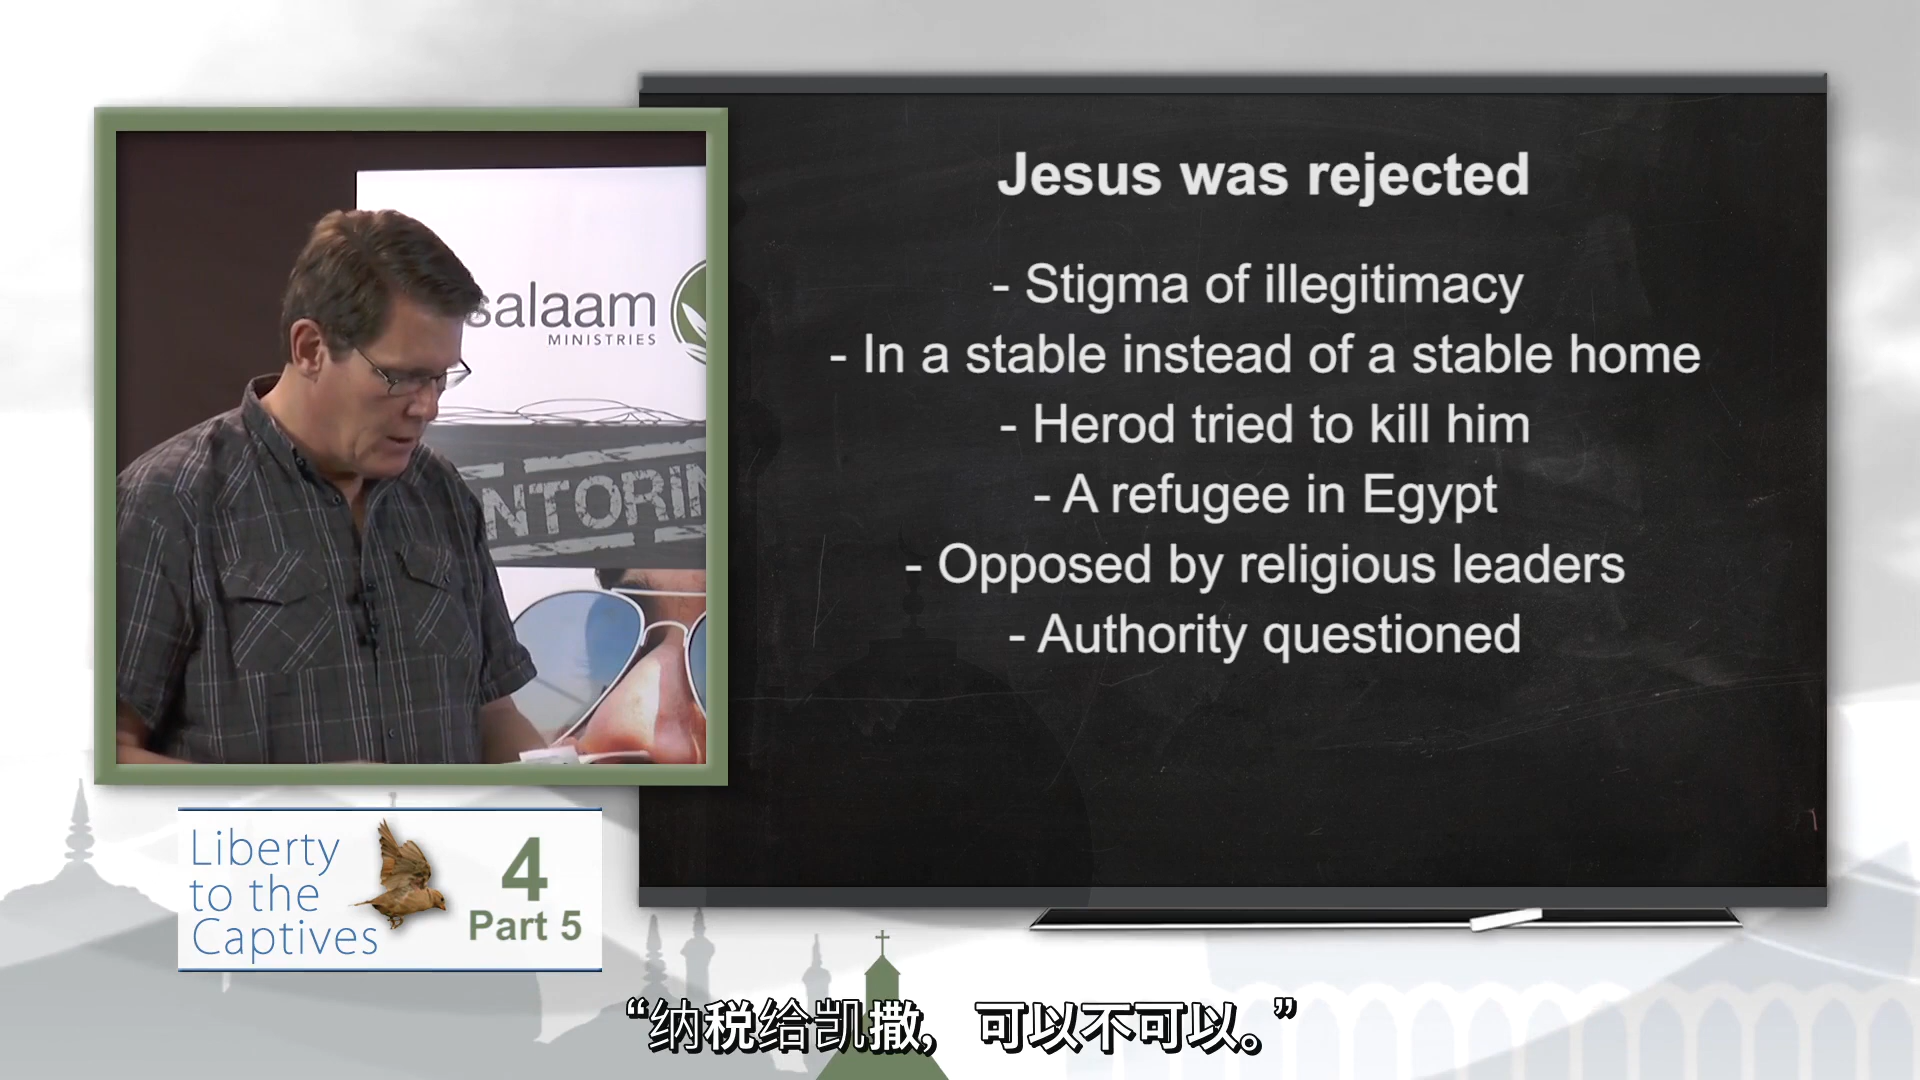 Jesus was rejected
- Stigma of illegitimacy
- In a stable instead of a stable home
- Herod tried to kill him
- A refugee in Egypt
- Opposed by religious leaders
- Authority questioned
salaam
MINISTRIES
NTORIN
Liberty
to the
Captives
4
Part 5
“纳税给凯撒，可以不可以。”